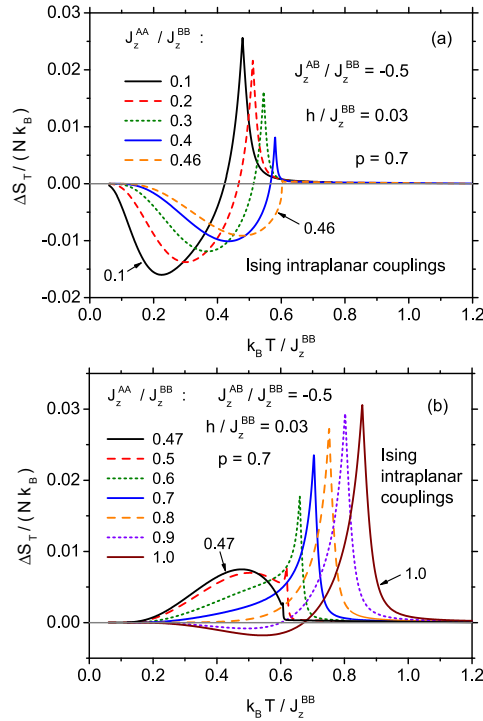 (a)
J_z^AA / J_z^BB :
0.1
0.2
0.3
0.4
0.46
J_z^AB / J_z^BB = -0.5
h / J_z^BB = 0.03
p = 0.7
0.46
0.1
Ising intraplanar couplings
0.03
0.02
0.01
0.00
-0.01
-0.02
ΔS_T / (N k_B)
0.0 0.2 0.4 0.6 0.8 1.0 1.2
k_B T / J_z^BB
(b)
J_z^AA / J_z^BB : J_z^AB / J_z^BB = -0.5
h / J_z^BB = 0.03
p = 0.7
0.47
0.5
0.6
0.7
0.8
0.9
1.0
Ising
intraplanar
couplings
0.47
1.0
0.03
0.02
0.01
0.00
ΔS_T / (N k_B)
0.0 0.2 0.4 0.6 0.8 1.0 1.2
k_B T / J_z^BB